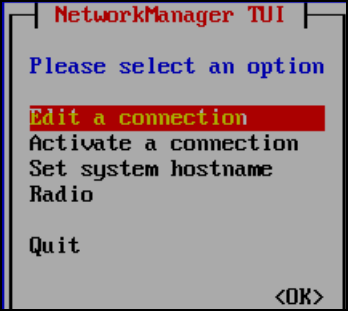 NetworkManager TUI
Please select an option
Edit a connection
Activate a connection
Set system hostname
Radio
Quit
<OK>